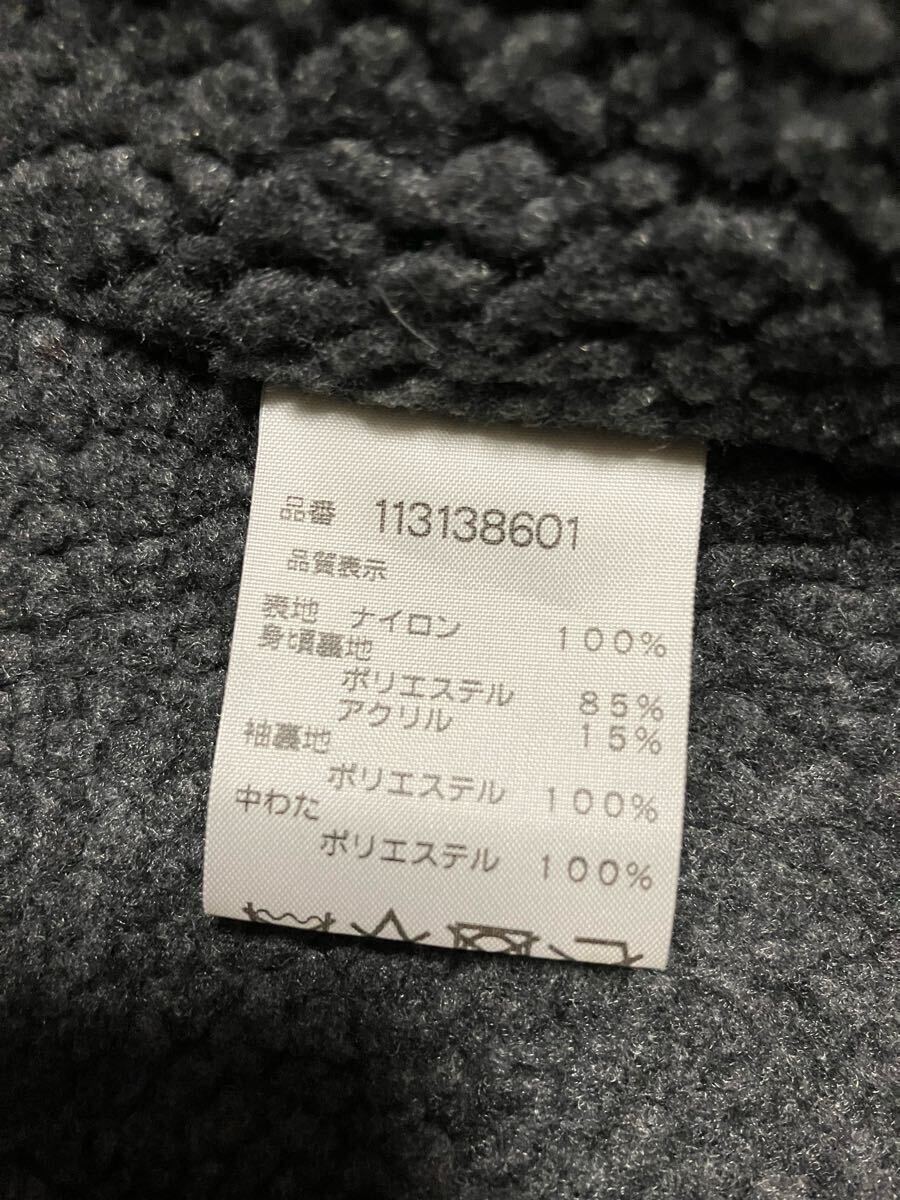 品番 113138601
品質表示
表地 ナイロン 100%
身頃裏地
ポリエステル 85%
アクリル 15%
袖裏地
ポリエステル 100%
中わた
ポリエステル 100%